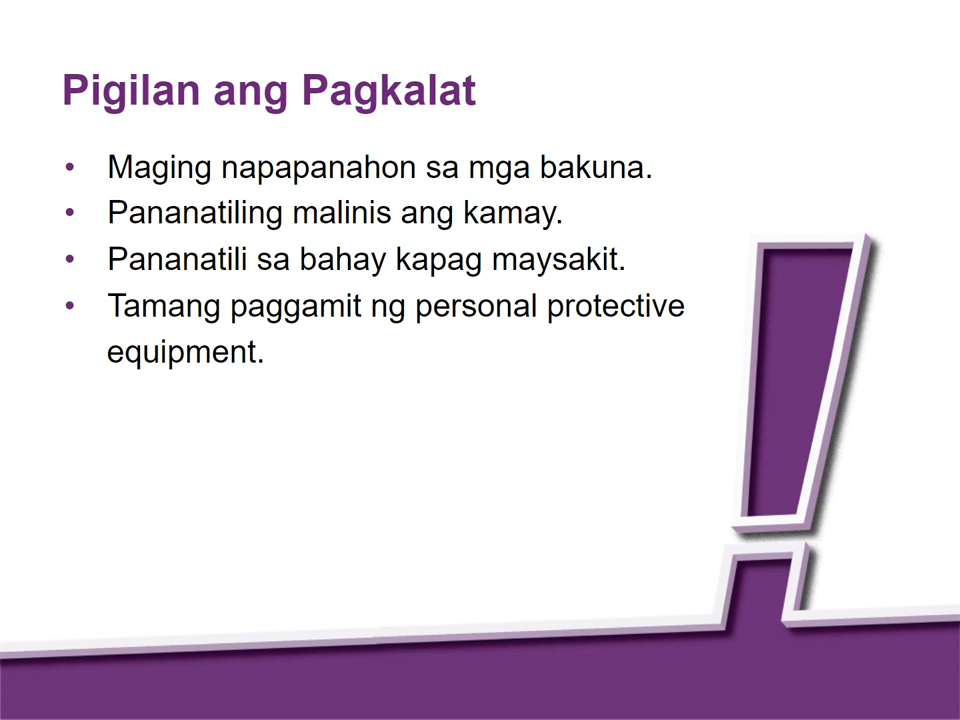 Pigilan ang Pagkalat
• Maging napapanahon sa mga bakuna.
• Pananatiling malinis ang kamay.
• Pananatili sa bahay kapag maysakit.
• Tamang paggamit ng personal protective
equipment.